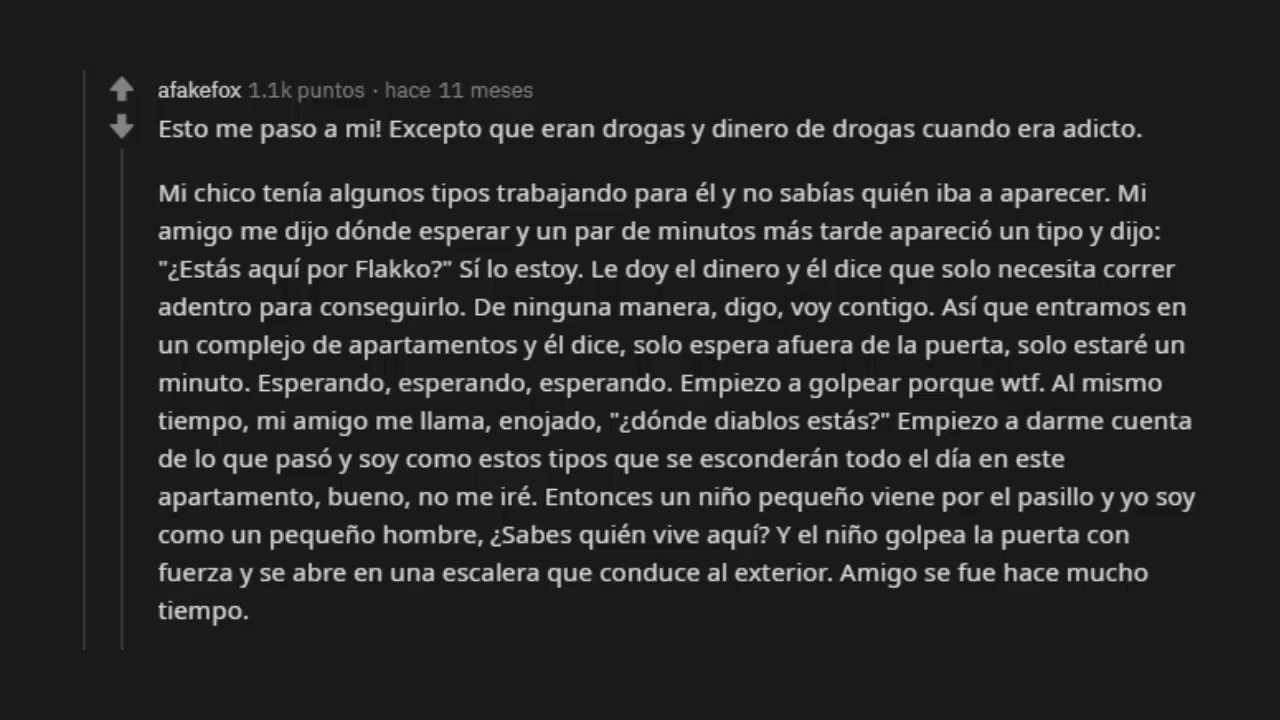 afakefox 1.1k puntos · hace 11 meses
Esto me paso a mi! Excepto que eran drogas y dinero de drogas cuando era adicto.
Mi chico tenía algunos tipos trabajando para él y no sabías quién iba a aparecer. Mi
amigo me dijo dónde esperar y un par de minutos más tarde apareció un tipo y dijo:
"¿Estás aquí por Flakko?" Sí lo estoy. Le doy el dinero y él dice que solo necesita correr
adentro para conseguirlo. De ninguna manera, digo, voy contigo. Así que entramos en
un complejo de apartamentos y él dice, solo espera afuera de la puerta, solo estaré un
minuto. Esperando, esperando, esperando. Empiezo a golpear porque wtf. Al mismo
tiempo, mi amigo me llama, enojado, "¿dónde diablos estás?" Empiezo a darme cuenta
de lo que pasó y soy como estos tipos que se esconderán todo el día en este
apartamento, bueno, no me iré. Entonces un niño pequeño viene por el pasillo y yo soy
como un pequeño hombre, ¿Sabes quién vive aquí? Y el niño golpea la puerta con
fuerza y se abre en una escalera que conduce al exterior. Amigo se fue hace mucho
tiempo.